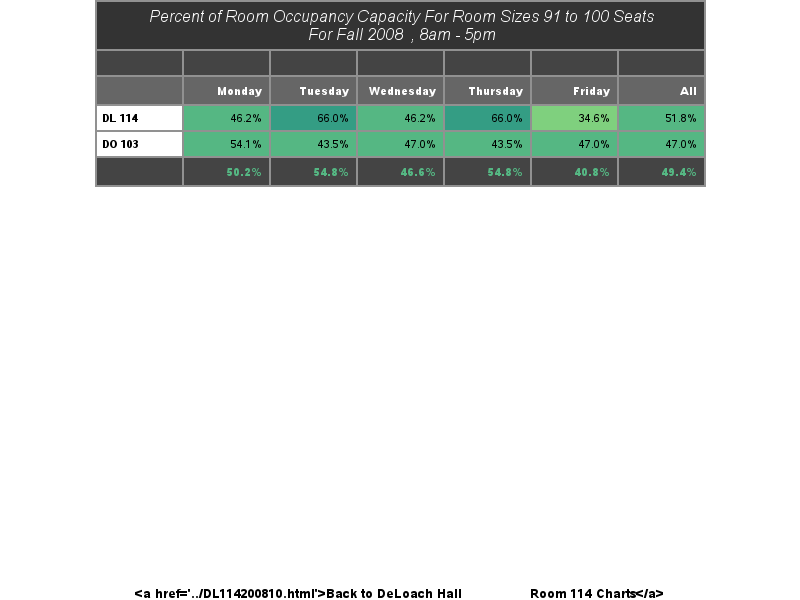 Percent of Room Occupancy Capacity For Room Sizes 91 to 100 Seats
For Fall 2008 , 8am - 5pm
Monday Tuesday Wednesday Thursday Friday All
DL 114 46.2% 66.0% 46.2% 66.0% 34.6% 51.8%
DO 103 54.1% 43.5% 47.0% 43.5% 47.0% 47.0%
50.2% 54.8% 46.6% 54.8% 40.8% 49.4%
<a href='../DL114200810.html'>Back to DeLoach Hall Room 114 Charts</a>